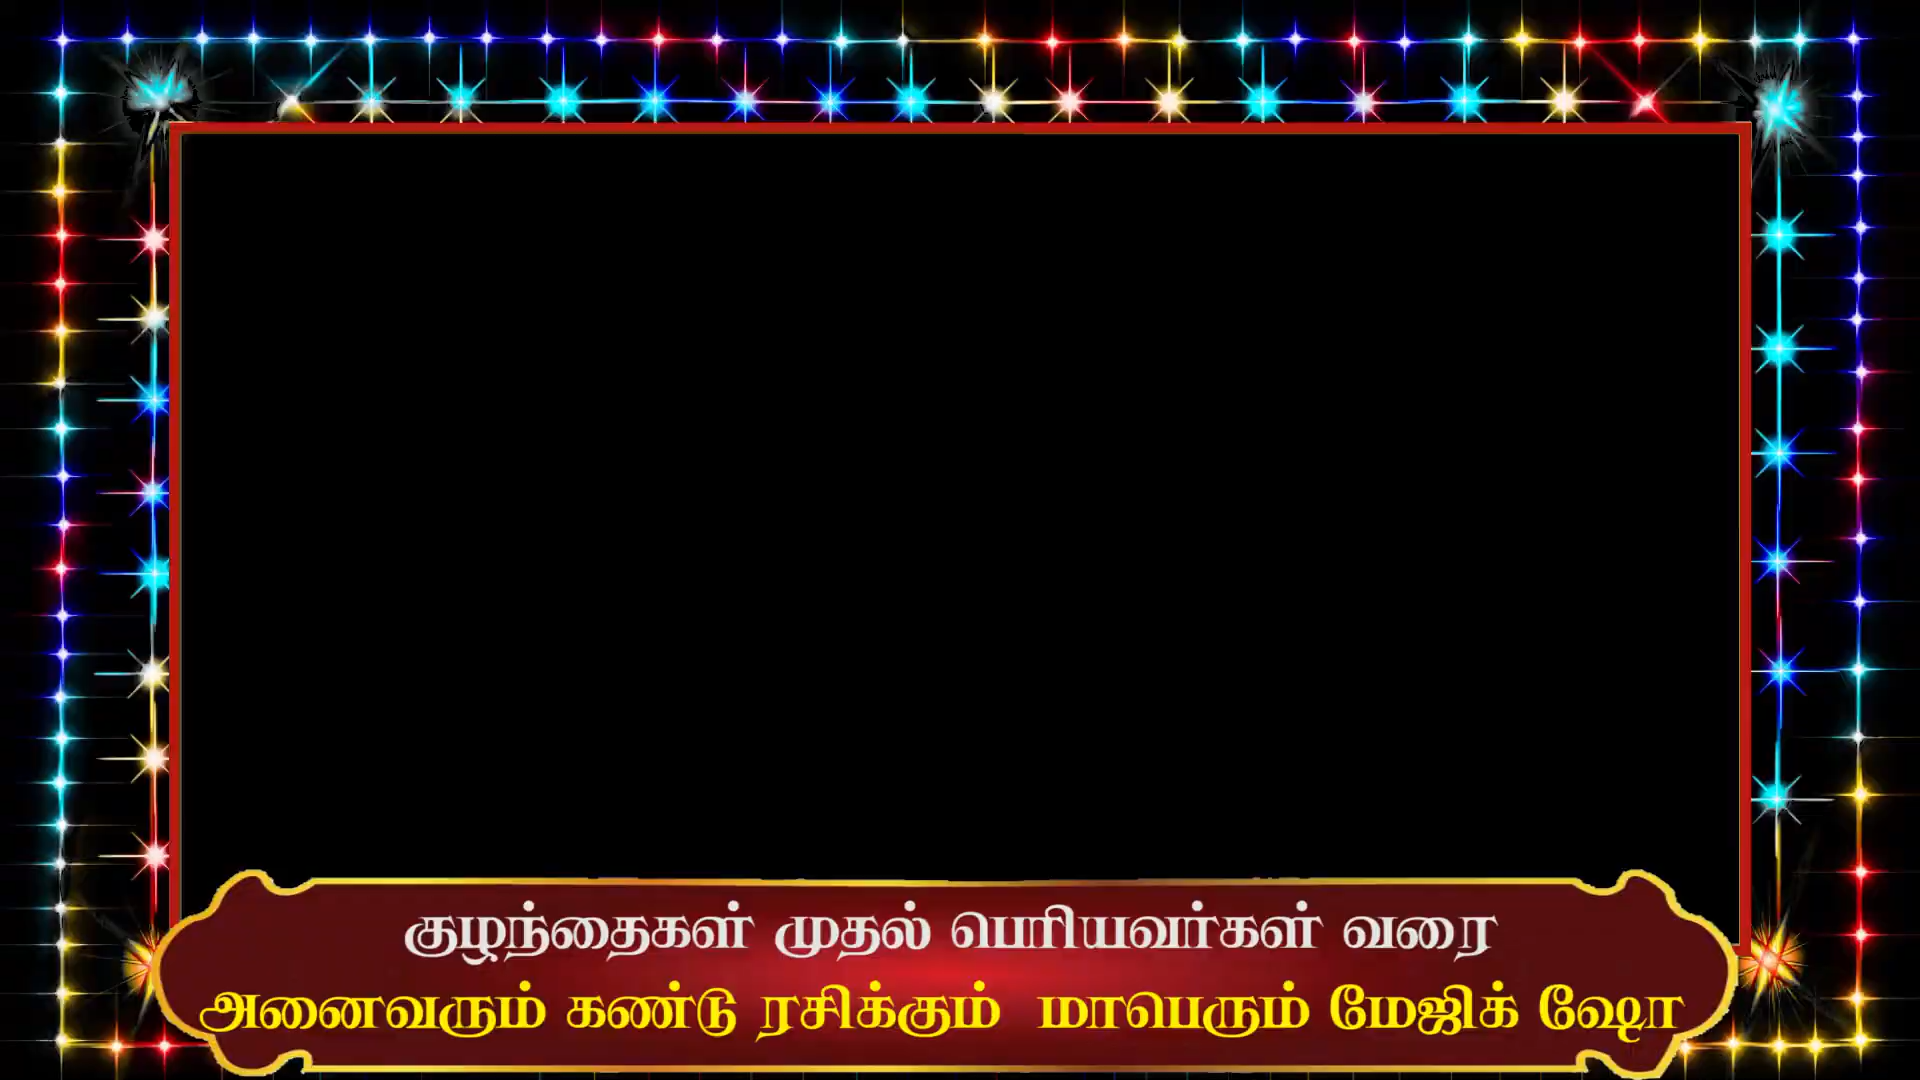 குழந்தைகள் முதல் பெரியவர்கள் வரை
அனைவரும் கண்டு ரசிக்கும் மாபெரும் மேஜிக் ஷோ